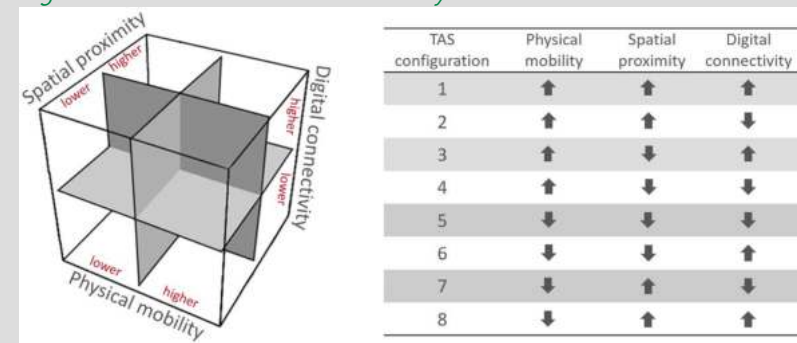 Spatial proximity
lower
higher
Digital connectivity
higher
lower
lower
higher
Physical mobility
TAS configuration Physical mobility Spatial proximity Digital connectivity
1 ⬆ ⬆ ⬆
2 ⬆ ⬆ ⬇
3 ⬆ ⬇ ⬆
4 ⬆ ⬇ ⬇
5 ⬇ ⬇ ⬇
6 ⬇ ⬇ ⬆
7 ⬇ ⬆ ⬇
8 ⬇ ⬆ ⬆